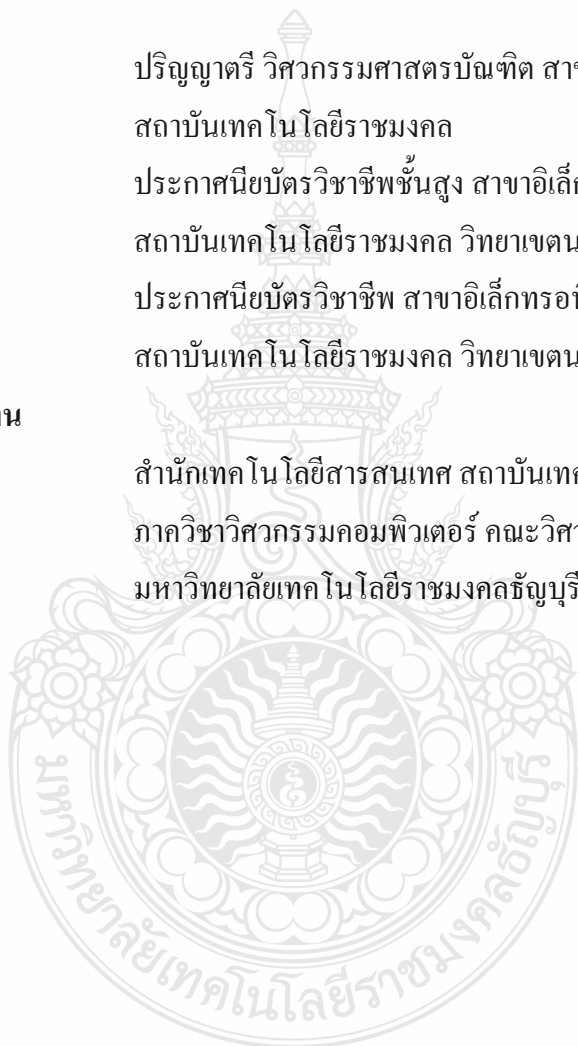 ปริญญาตรี วิศวกรรมศาสตรบัณฑิต
สถาบันเทคโนโลยีราชมงคล
ประกาศนียบัตรวิชาชีพชั้นสูง สาขาอิเล็ก
สถาบันเทคโนโลยีราชมงคล วิทยาเขตน
ประกาศนียบัตรวิชาชีพ สาขาอิเล็กทรอ
สถาบันเทคโนโลยีราชมงคล วิทยาเขตน
าน
สำนักเทคโนโลยีสารสนเทศ สถาบันเทค
ภาควิชาวิศวกรรมคอมพิวเตอร์ คณะวิศว
มหาวิทยาลัยเทคโนโลยีราชมงคลธัญบุรี
มหาวิทยาลัยเทคโนโลยีราชมงคลธัญบุรี